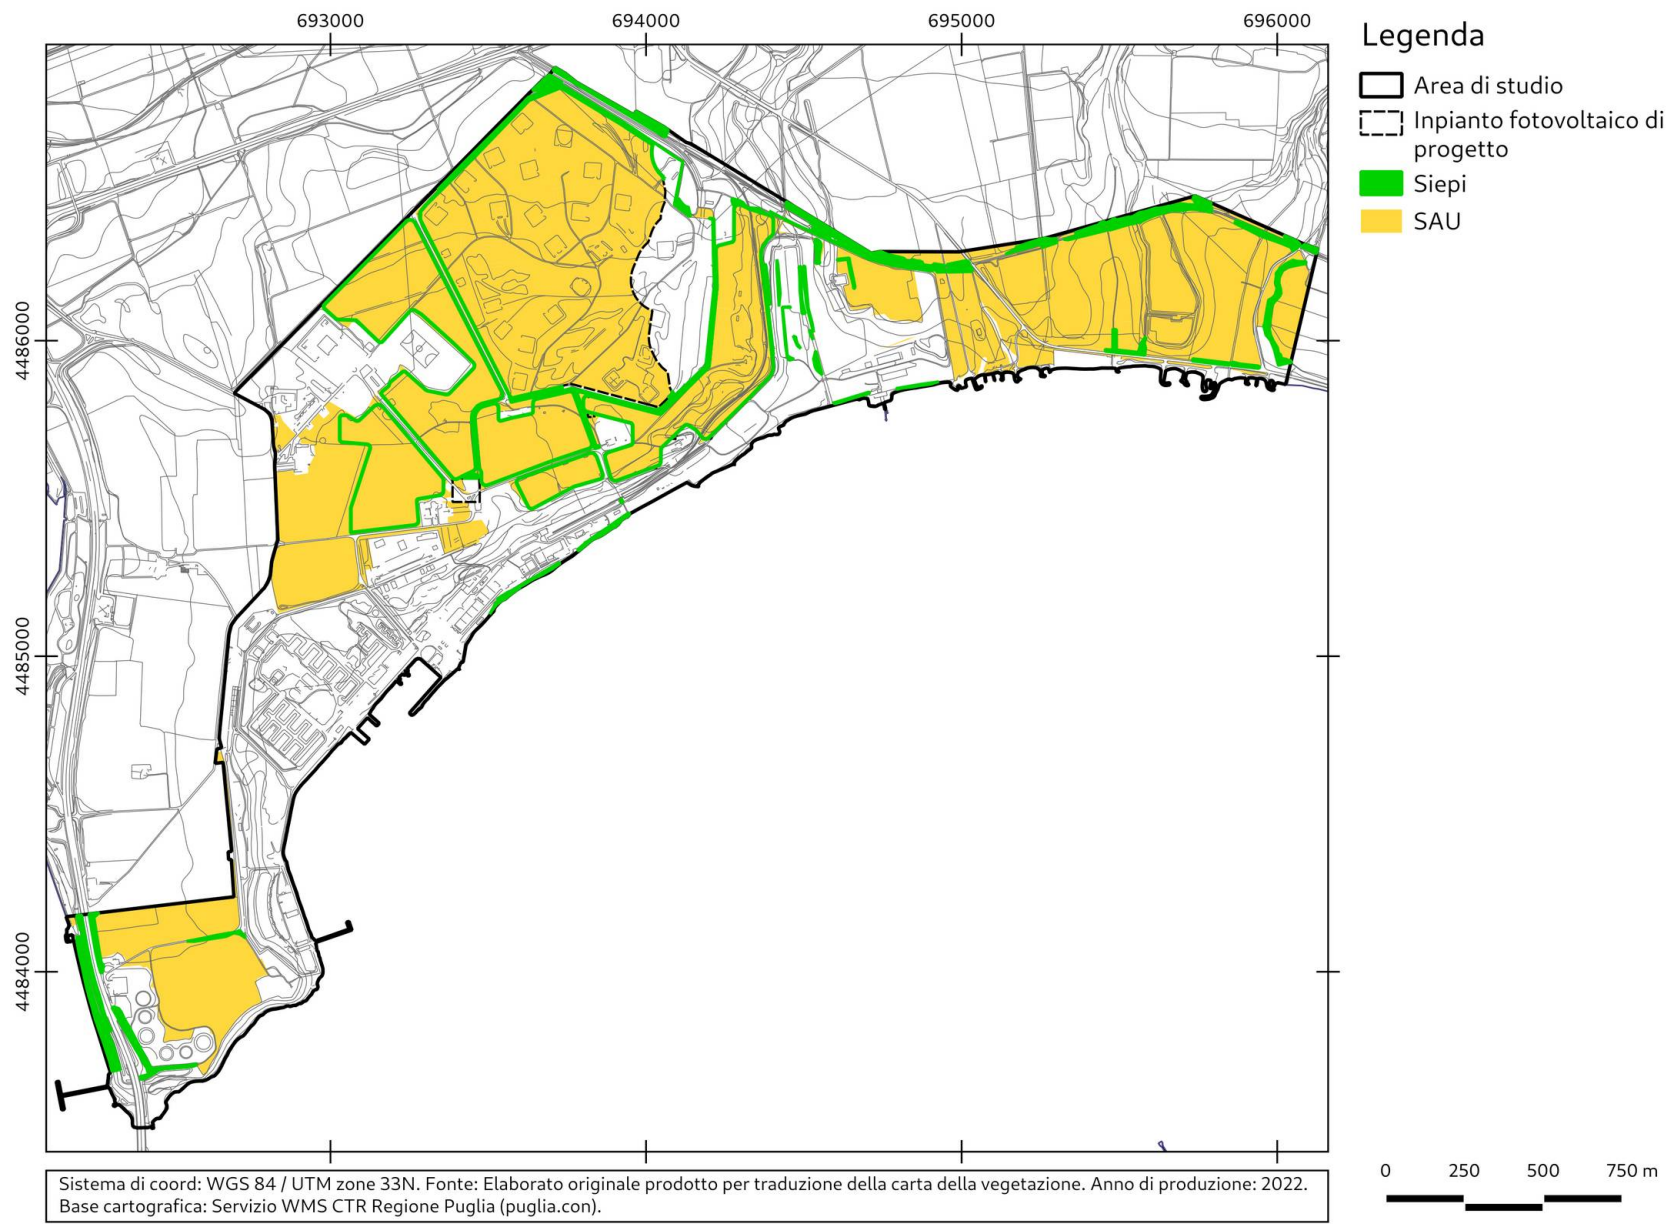 693000
694000
695000
696000
4486000
4485000
4484000
Legenda
Area di studio
Inpianto fotovoltaico di
progetto
Siepi
SAU
0 250 500 750 m
Sistema di coord: WGS 84 / UTM zone 33N. Fonte: Elaborato originale prodotto per traduzione della carta della vegetazione. Anno di produzione: 2022.
Base cartografica: Servizio WMS CTR Regione Puglia (puglia.con).